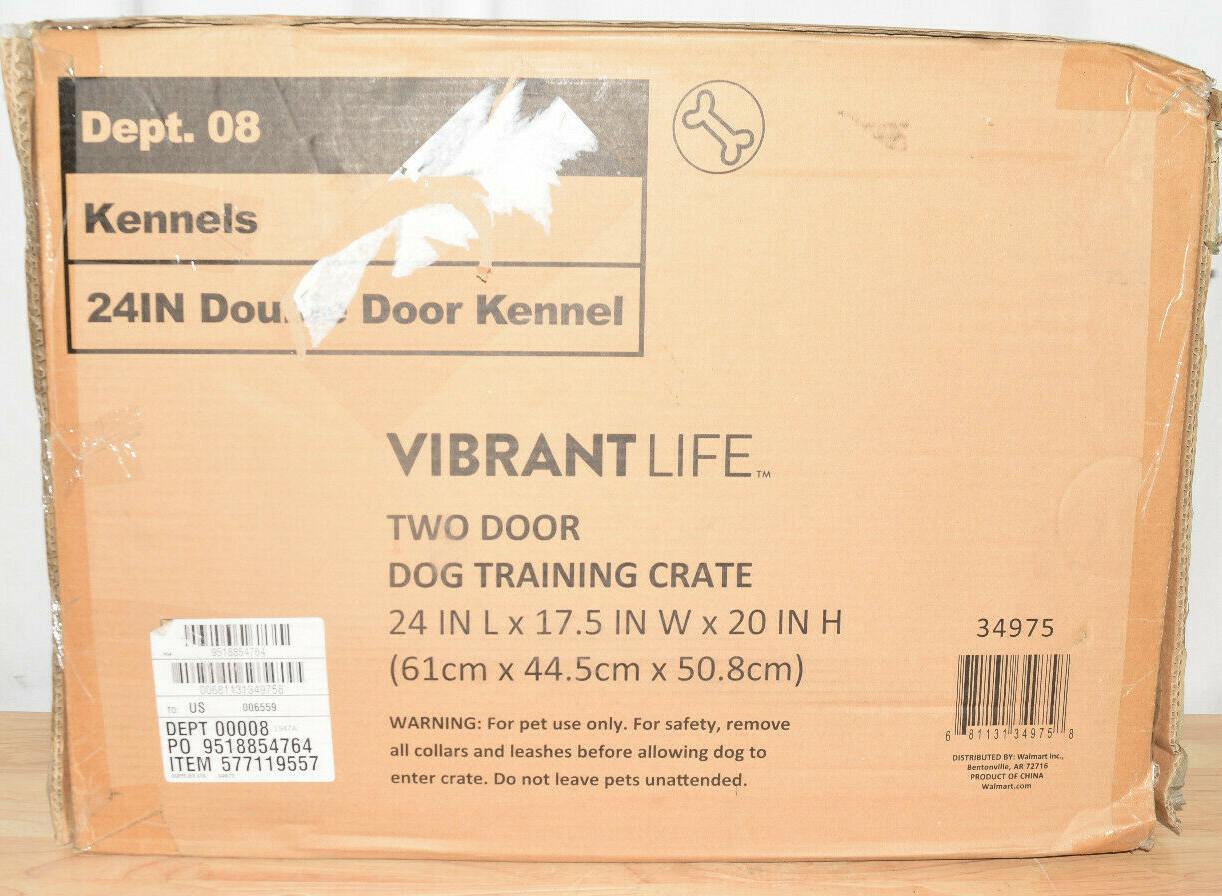 Dept. 08
Kennels
24IN Door Kennel
VIBRANT LIFE™
TWO DOOR
DOG TRAINING CRATE
24 IN L x 17.5 IN W x 20 IN H
(61cm x 44.5cm x 50.8cm)
WARNING: For pet use only. For safety, remove
all collars and leashes before allowing dog to
enter crate. Do not leave pets unattended.
9518854764
00681131349758
TO: US 006559
DEPT 00008
PO 9518854764
ITEM 577119557
34975
6 81131 34975 8
DISTRIBUTED BY: Walmart Inc.,
Bentonville, AR 72716
PRODUCT OF CHINA
Walmart.com